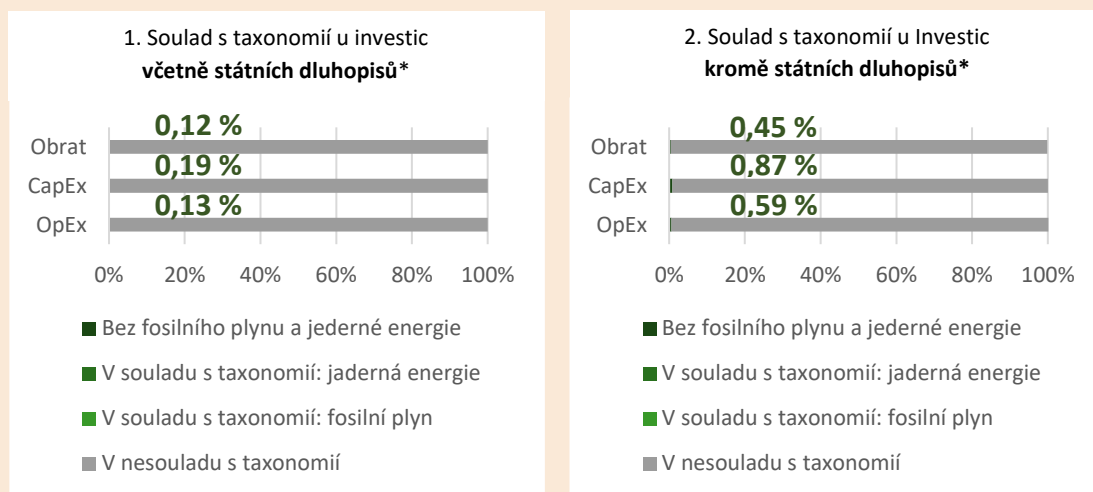 1. Soulad s taxonomií u investic
včetně státních dluhopisů*
Obrat
0,12 %
CapEx
0,19 %
OpEx
0,13 %
0% 20% 40% 60% 80% 100%
Bez fosilního plynu a jederné energie
V souladu s taxonomií: jaderná energie
V souladu s taxonomií: fosilní plyn
V nesouladu s taxonomií
2. Soulad s taxonomií u Investic
kromě státních dluhopisů*
Obrat
0,45 %
CapEx
0,87 %
OpEx
0,59 %
0% 20% 40% 60% 80% 100%
Bez fosilního plynu a jederné energie
V souladu s taxonomií: jaderná energie
V souladu s taxonomií: fosilní plyn
V nesouladu s taxonomií